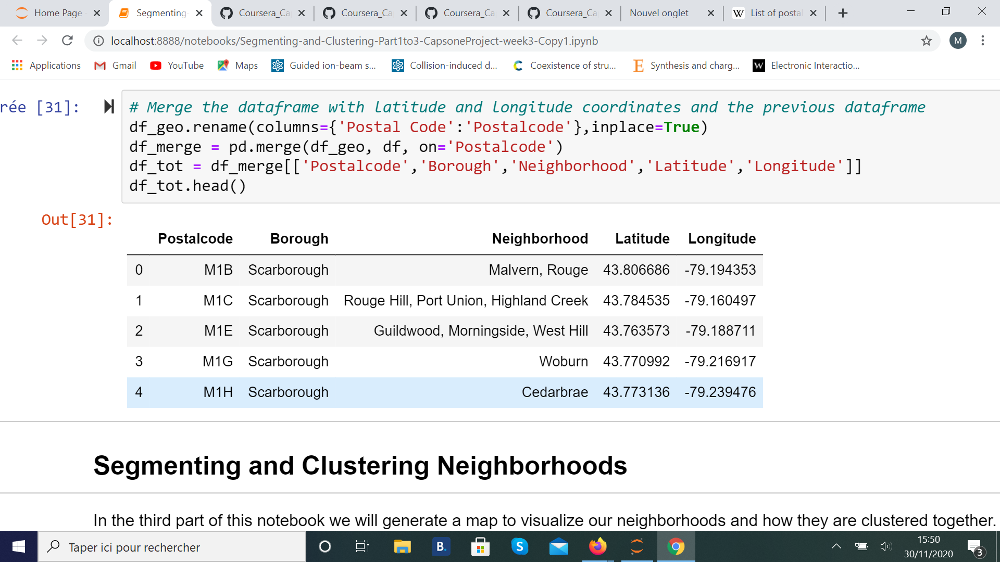 Home Page
Segmenting
Coursera_Ca
Coursera_Ca
Coursera_Ca
Coursera_Ca
Nouvel onglet
W List of postal
localhost:8888/notebooks/Segmenting-and-Clustering-Part1to3-CapsoneProject-week3-Copy1.ipynb
M
Applications Gmail YouTube Maps Guided ion-beam s... Collision-induced d... Coexistence of stru... E Synthesis and charg... W Electronic Interactio...
rée [31]:
# Merge the dataframe with latitude and longitude coordinates and the previous dataframe
df_geo.rename(columns={'Postal Code':'Postalcode'},inplace=True)
df_merge = pd.merge(df_geo, df, on='Postalcode')
df_tot = df_merge[['Postalcode','Borough','Neighborhood','Latitude','Longitude']]
df_tot.head()
Out[31]:
Postalcode Borough Neighborhood Latitude Longitude
0 M1B Scarborough Malvern, Rouge 43.806686 -79.194353
1 M1C Scarborough Rouge Hill, Port Union, Highland Creek 43.784535 -79.160497
2 M1E Scarborough Guildwood, Morningside, West Hill 43.763573 -79.188711
3 M1G Scarborough Woburn 43.770992 -79.216917
4 M1H Scarborough Cedarbrae 43.773136 -79.239476
Segmenting and Clustering Neighborhoods
In the third part of this notebook we will generate a map to visualize our neighborhoods and how they are clustered together.
Taper ici pour rechercher
B.
S
15:50
30/11/2020
3